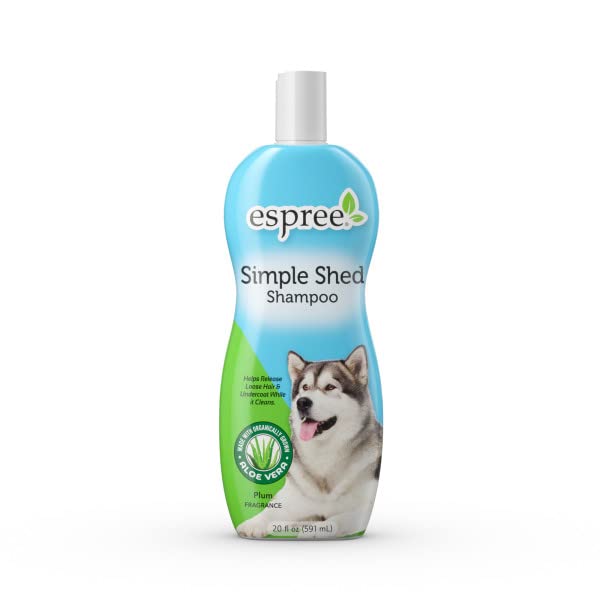 espree®
Simple Shed
Shampoo
Helps Release
Loose Hair &
Undercoat While
it Cleans.
MADE WITH ORGANICALLY GROWN
ALOE VERA
Plum
FRAGRANCE
20 fl oz (591 mL)